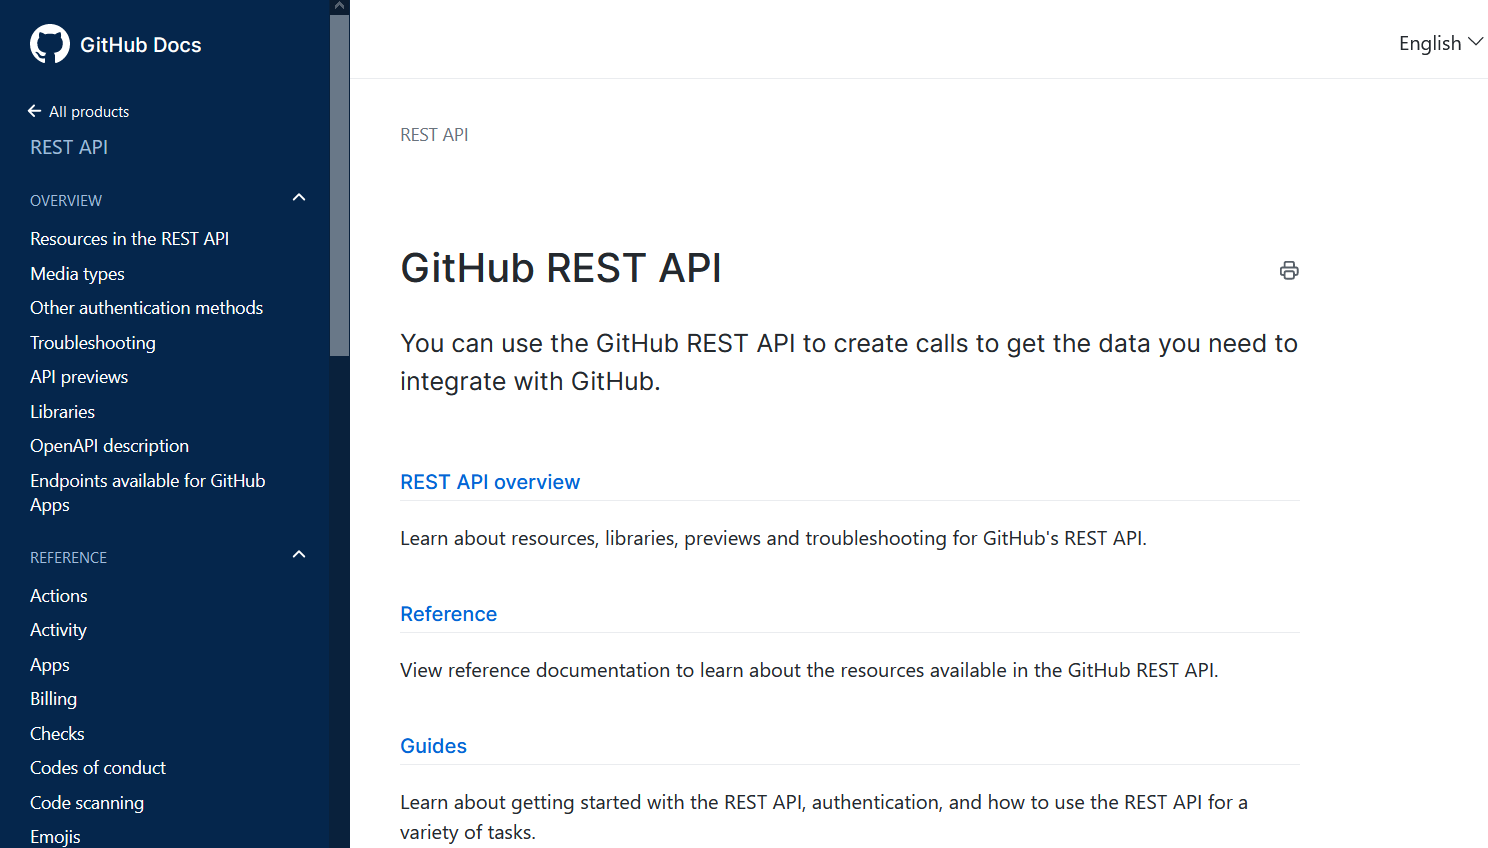 GitHub Docs
All products
REST API
OVERVIEW
Resources in the REST API
Media types
Other authentication methods
Troubleshooting
API previews
Libraries
OpenAPI description
Endpoints available for GitHub
Apps
REFERENCE
Actions
Activity
Apps
Billing
Checks
Codes of conduct
Code scanning
Emojis
English
REST API
GitHub REST API
You can use the GitHub REST API to create calls to get the data you need to
integrate with GitHub.
REST API overview
Learn about resources, libraries, previews and troubleshooting for GitHub's REST API.
Reference
View reference documentation to learn about the resources available in the GitHub REST API.
Guides
Learn about getting started with the REST API, authentication, and how to use the REST API for a
variety of tasks.